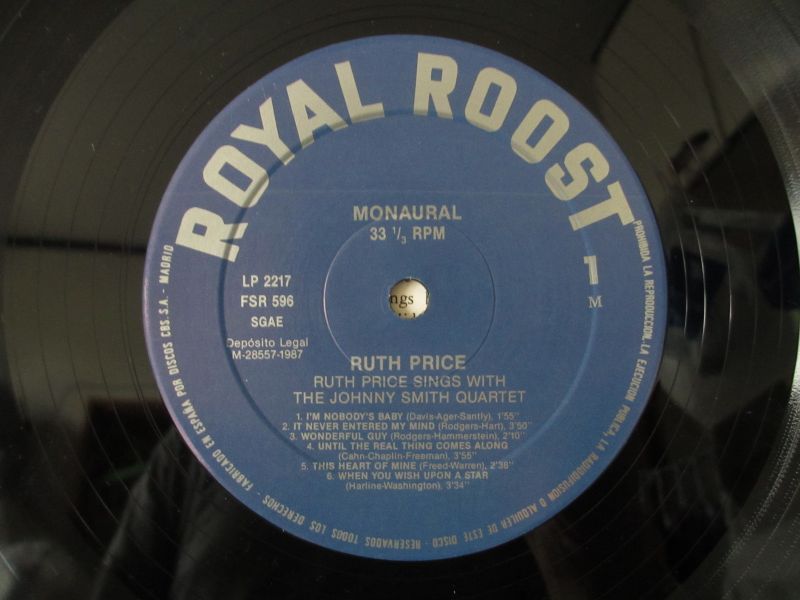 ROYAL ROOST
MONAURAL
33 1/3 RPM
LP 2217
FSR 596
SGAE
Depósito Legal
M-28557-1987
1
M
ngs
RUTH PRICE
RUTH PRICE SINGS WITH
THE JOHNNY SMITH QUARTET
1. I'M NOBODY'S BABY (Davis-Ager-Santly), 1'55"
2. IT NEVER ENTERED MY MIND (Rodgers-Hart), 3'50"
3. WONDERFUL GUY (Rodgers-Hammerstein), 2'10"
4. UNTIL THE REAL THING COMES ALONG
(Cahn-Chaplin-Freeman), 3'55"
5. THIS HEART OF MINE (Freed-Warren), 2'38"
6. WHEN YOU WISH UPON A STAR
(Harline-Washington), 3'34"
PROHIBIDA LA REPRODUCCION, LA EJECUCION PUBLICA, LA RADIODIFUSION O ALQUILER DE ESTE DISCO - RESERVADOS TODOS LOS DERECHOS - FABRICADO EN ESPAÑA POR DISCOS CBS S.A. - MADRID